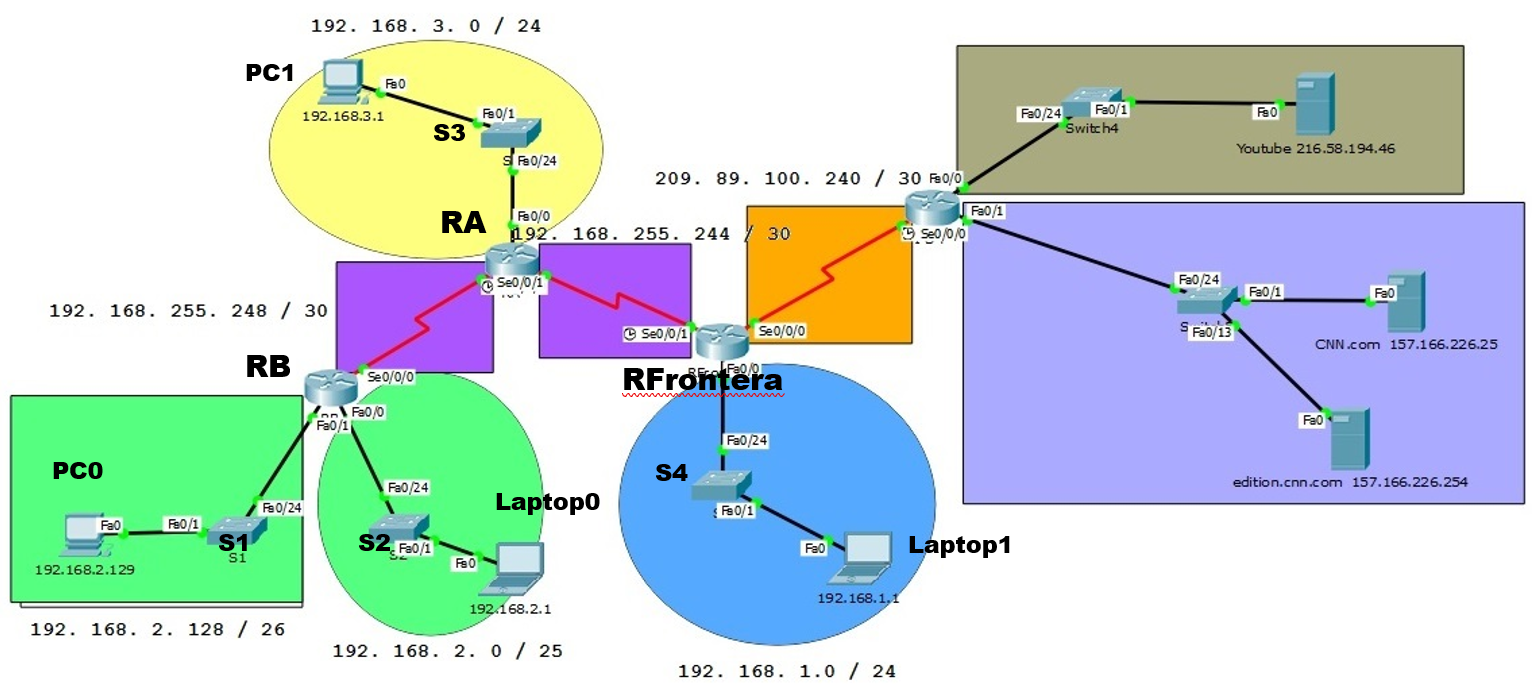 192. 168. 3. 0 / 24
PC1
Fa0
192.168.3.1
Fa0/1
S3
Fa0/24
Fa0/0
RA
192. 168. 255. 244 / 30
Se0/0/1
192. 168. 255. 248 / 30
RB
Se0/0/0
Fa0/0
Fa0/1
PC0
Fa0
Fa0/1
Fa0/24
S1
S1
192.168.2.129
192. 168. 2. 128 / 26
Fa0/24
S2
Fa0/1
Fa0
Laptop0
192.168.2.1
192. 168. 2. 0 / 25
Se0/0/1
Se0/0/0
RFrontera
Fa0/0
Fa0/24
S4
Fa0/1
Fa0
Laptop1
192.168.1.1
192. 168. 1.0 / 24
209. 89. 100. 240 / 30
Fa0/0
Fa0/1
Se0/0/0
Fa0/24
Fa0/1
Switch4
Fa0
Youtube 216.58.194.46
Fa0/24
Fa0/1
Fa0/13
Fa0
CNN.com 157.166.226.25
Fa0
edition.cnn.com 157.166.226.254